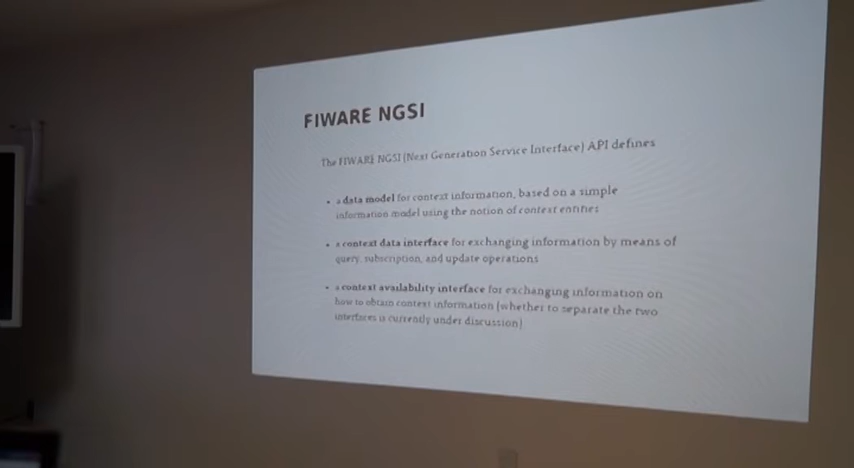 FIWARE NGSI
The FIWARE NGSI (Next Generation Service Interface) API defines
• a data model for context information, based on a simple
information model using the notion of context entities
• a context data interface for exchanging information by means of
query, subscription, and update operations
• a context availability interface for exchanging information on
how to obtain context information (whether to separate the two
interfaces is currently under discussion)